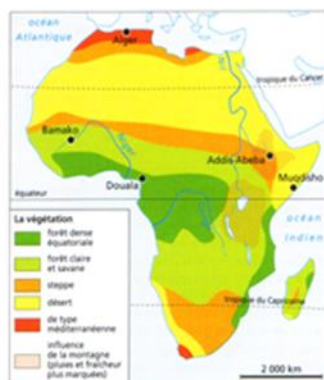 océan
Atlantique
Alger
Nil
tropique du Cancer
Bamako
Niger
Addis-Abeba
Douala
Muqdisho
équateur
océan
Indien
La végétation
forêt dense
équatoriale
forêt claire
et savane
steppe
désert
de type
méditerranéenne
influence
de la montagne
(pluies et fraîcheur
plus marquées)
tropique du Capricorne
2 000 km